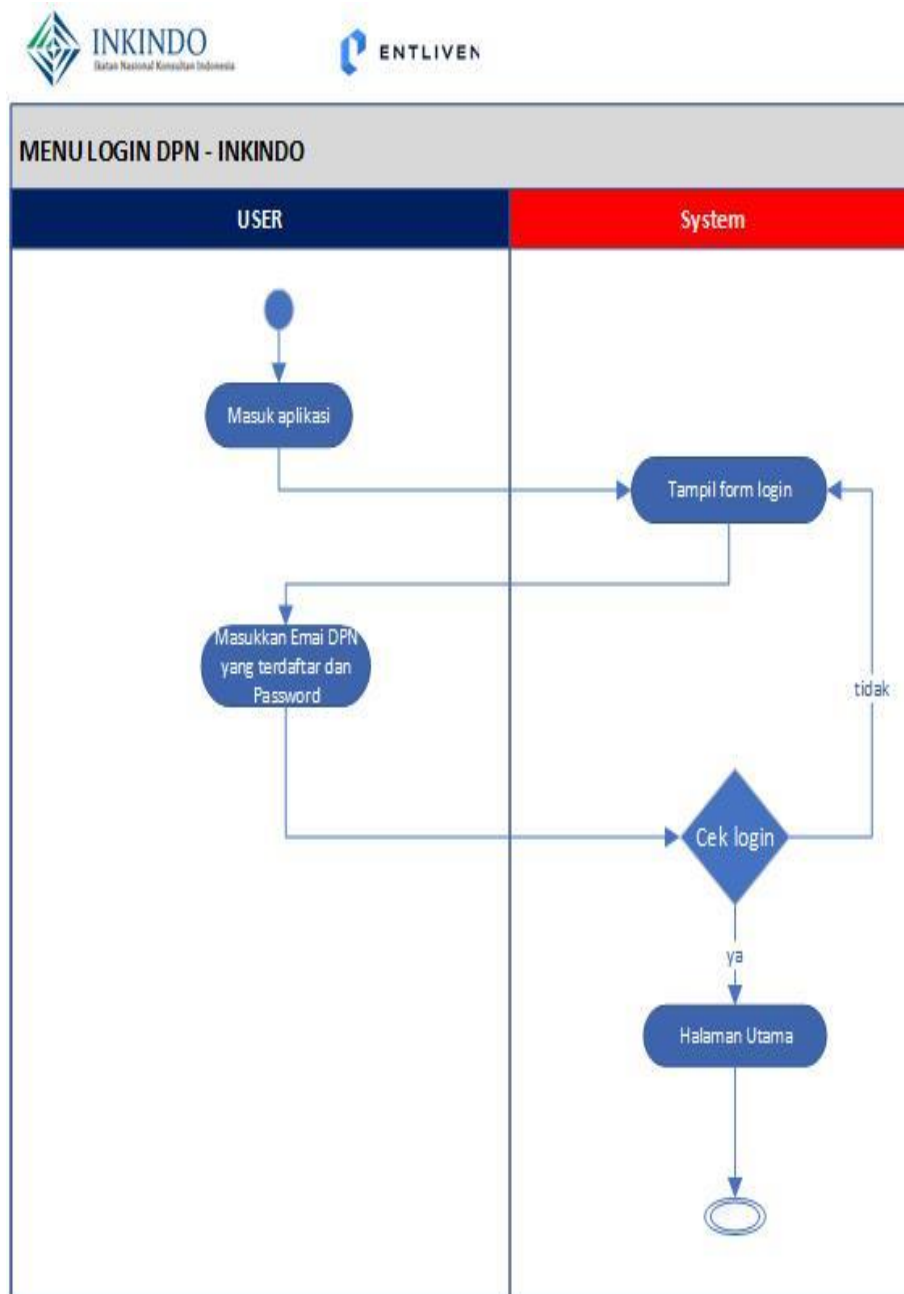 INKINDO
Ikatan Nasional Konsultan Indonesia
ENTLIVEN
MENU LOGIN DPN - INKINDO
USER
System
Masuk aplikasi
Tampil form login
Masukkan Emai DPN
yang terdaftar dan
Password
tidak
Cek login
ya
Halaman Utama